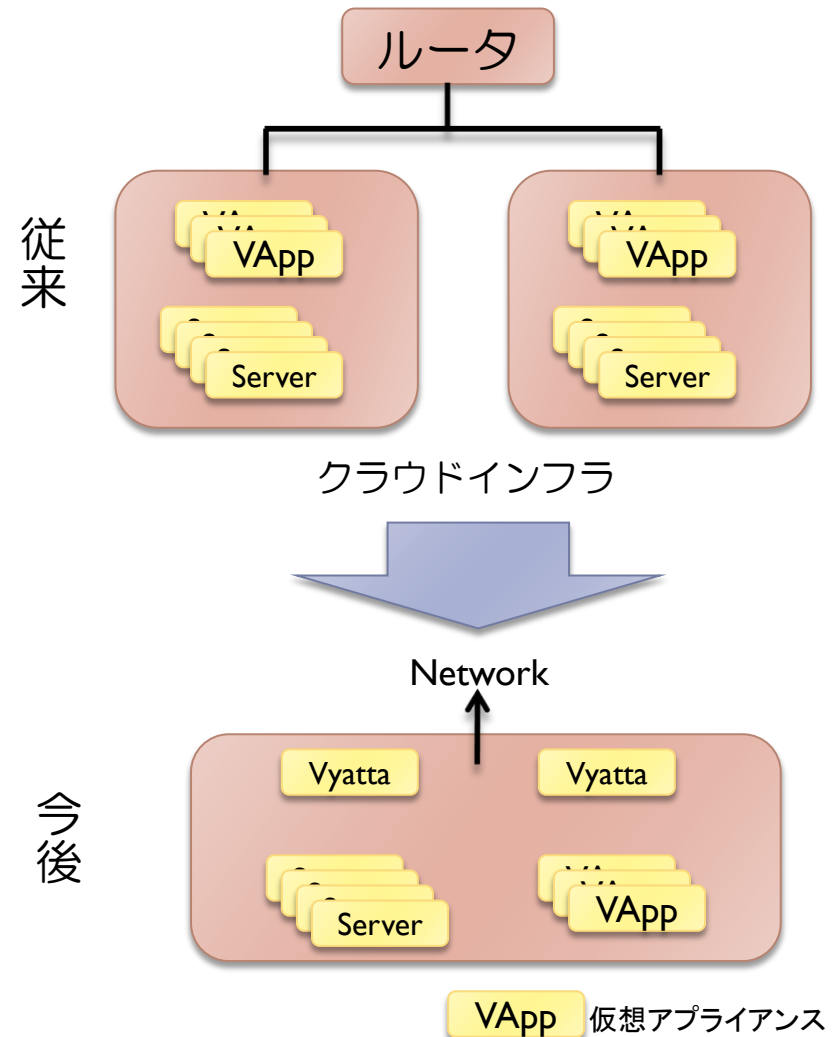 ルータ
従来
VApp
VApp
Server
Server
クラウドインフラ
Network
今後
Vyatta
Vyatta
Server
VApp
VApp 仮想アプライアンス